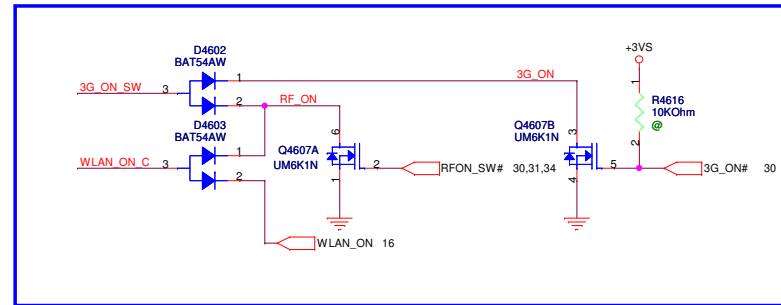 D4602
BAT54AW
3G_ON_SW
3
1
2
3G_ON
RF_ON
+3VS
1
R4616
10KOhm
@
2
D4603
BAT54AW
WLAN_ON_C
3
1
2
Q4607A
UM6K1N
6
1
2
RFON_SW# 30,31,34
Q4607B
UM6K1N
3
4
5
3G_ON# 30
WLAN_ON 16